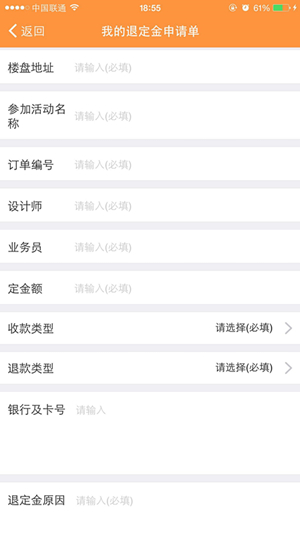 中国联通 18:55 61%
返回 我的退定金申请单
楼盘地址 请输入(必填)
参加活动名
称 请输入(必填)
订单编号 请输入(必填)
设计师 请输入(必填)
业务员 请输入(必填)
定金额 请输入(必填)
收款类型 请选择(必填)
退款类型 请选择(必填)
银行及卡号 请输入
退定金原因 请输入(必填)